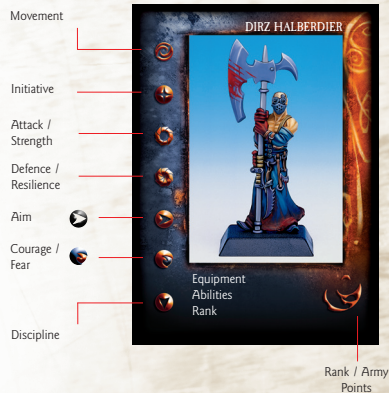 Movement
DIRZ HALBERDIER
Initiative
Attack /
Strength
Defence /
Resilience
Aim
Courage /
Fear
Equipment
Abilities
Rank
Discipline
Rank / Army
Points